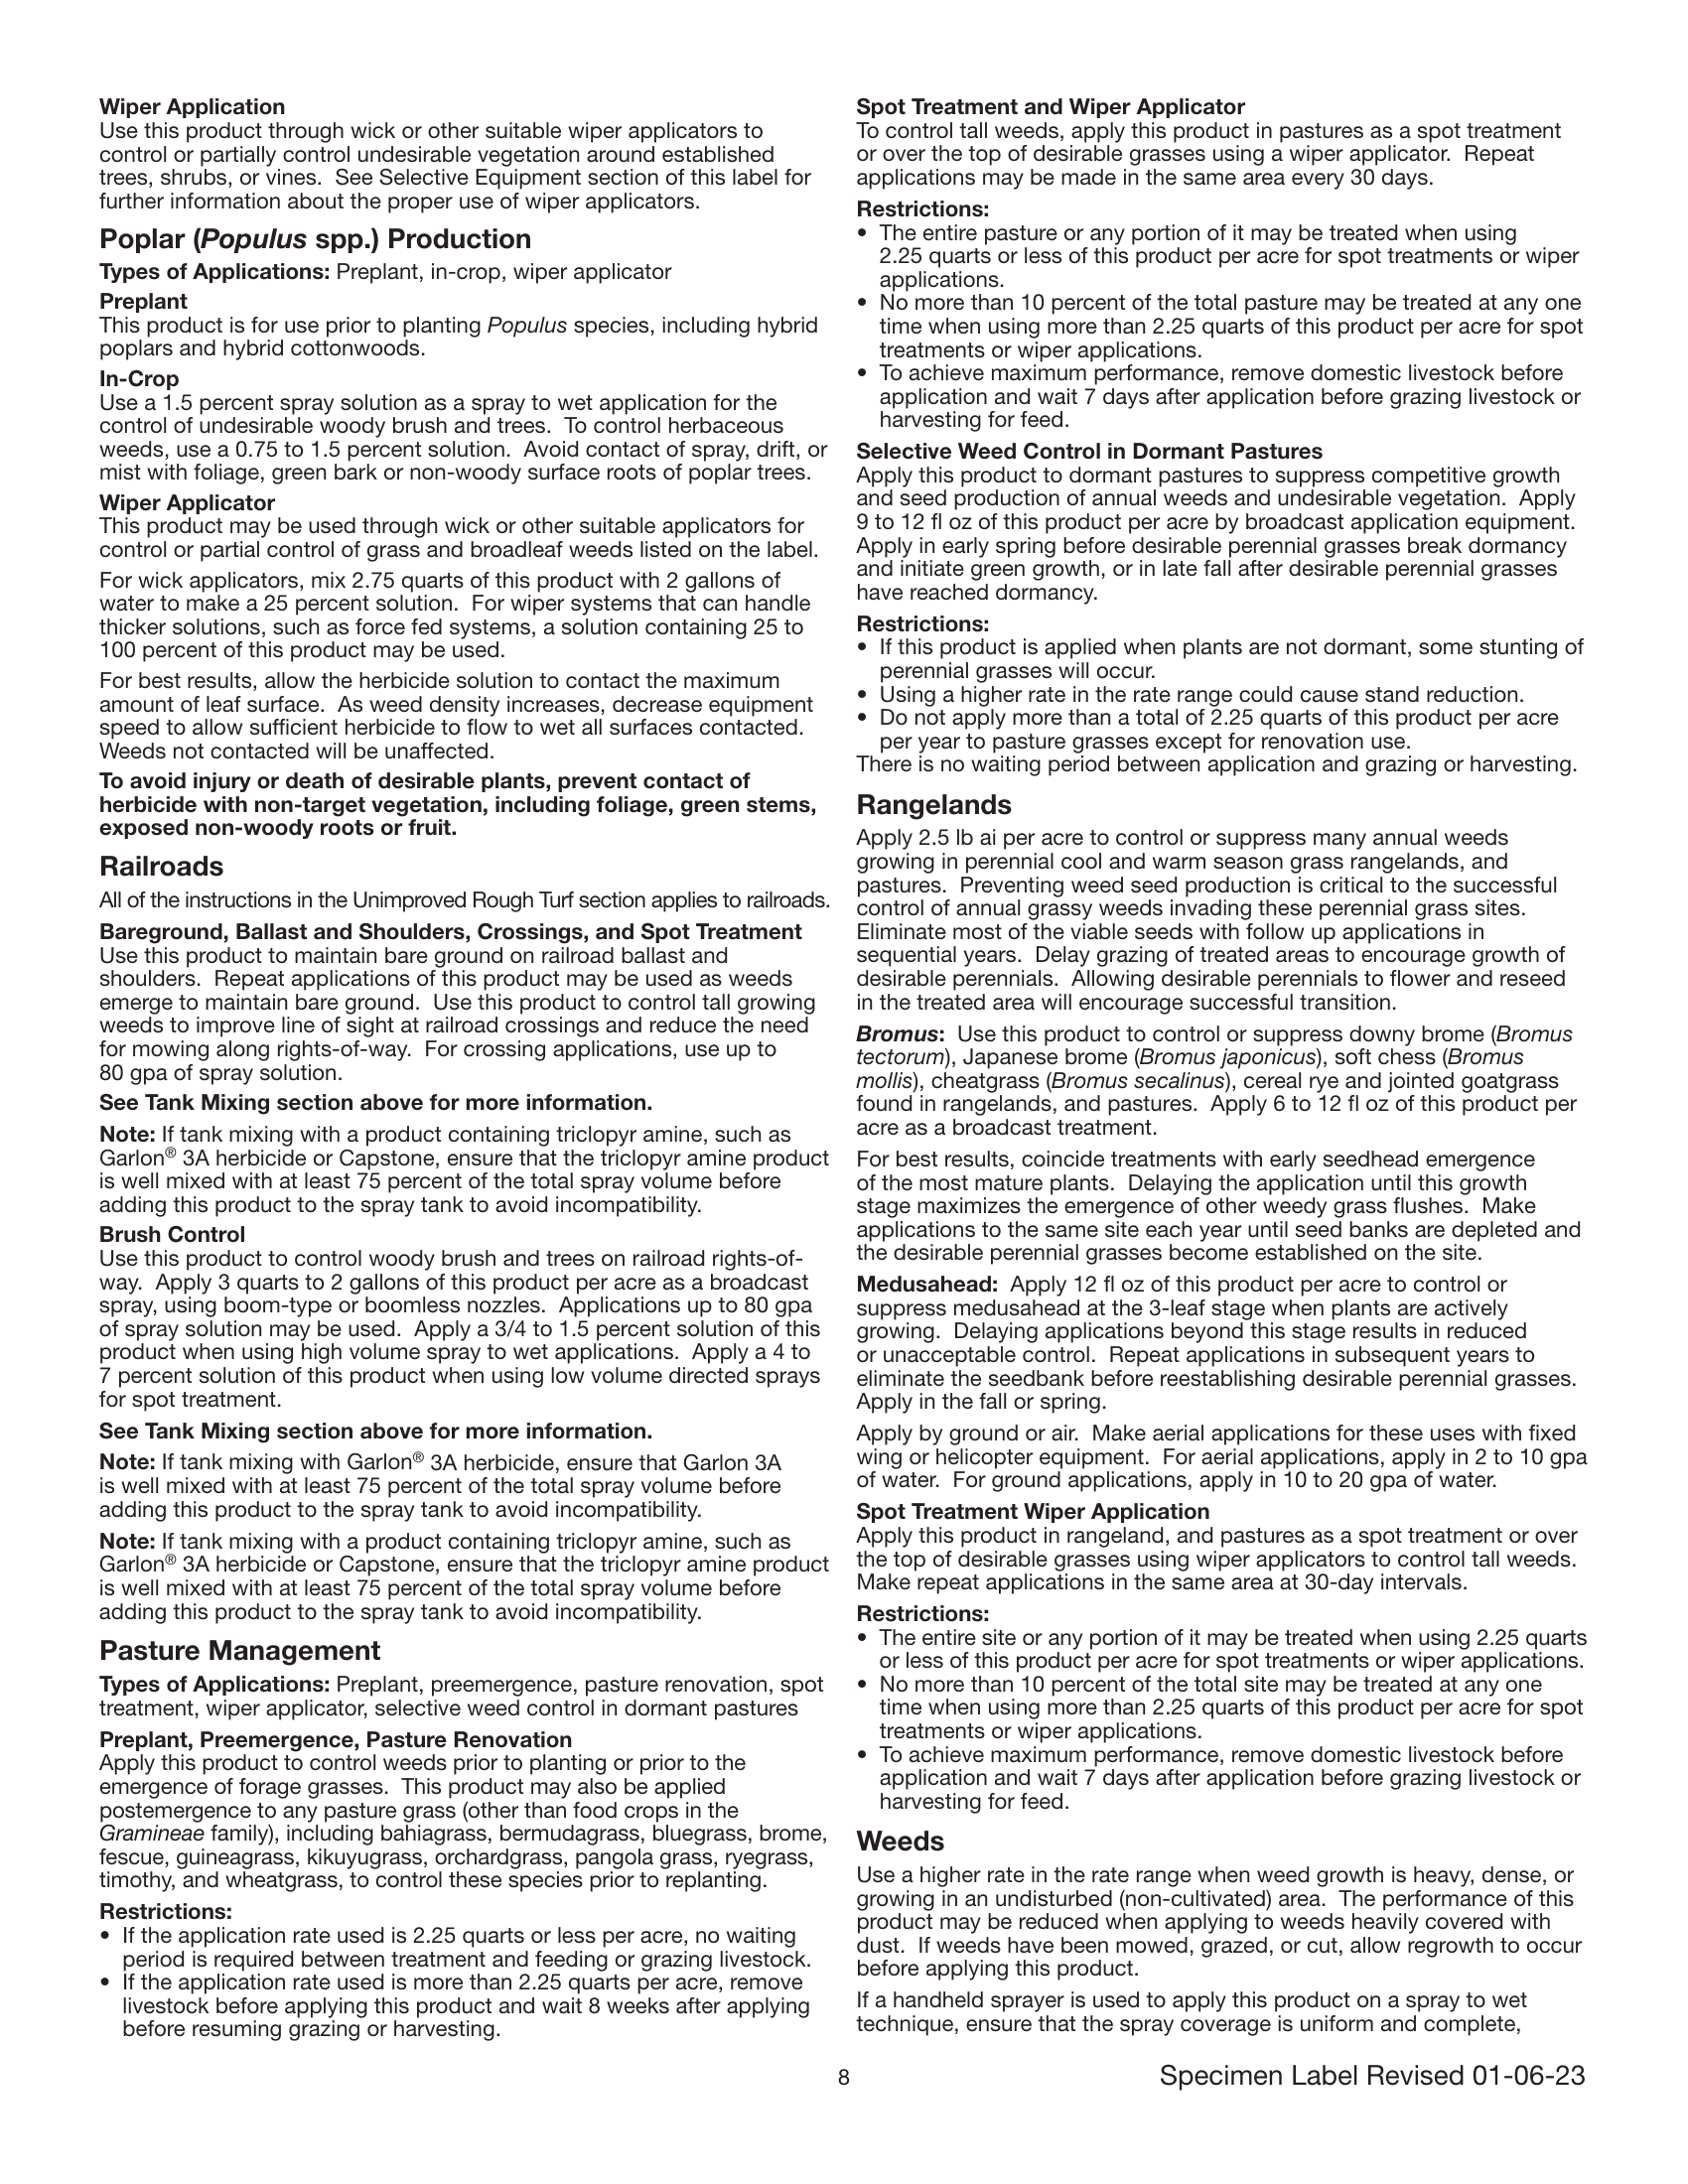 Wiper Application
Use this product through wick or other suitable wiper applicators to
control or partially control undesirable vegetation around established
trees, shrubs, or vines.  See Selective Equipment section of this label for
further information about the proper use of wiper applicators.
Poplar (Populus spp.) Production
Types of Applications: Preplant, in-crop, wiper applicator
Preplant
This product is for use prior to planting Populus species, including hybrid
poplars and hybrid cottonwoods.
In-Crop
Use a 1.5 percent spray solution as a spray to wet application for the
control of undesirable woody brush and trees.  To control herbaceous
weeds, use a 0.75 to 1.5 percent solution.  Avoid contact of spray, drift, or
mist with foliage, green bark or non-woody surface roots of poplar trees.
Wiper Applicator
This product may be used through wick or other suitable applicators for
control or partial control of grass and broadleaf weeds listed on the label.
For wick applicators, mix 2.75 quarts of this product with 2 gallons of
water to make a 25 percent solution.  For wiper systems that can handle
thicker solutions, such as force fed systems, a solution containing 25 to
100 percent of this product may be used.
For best results, allow the herbicide solution to contact the maximum
amount of leaf surface.  As weed density increases, decrease equipment
speed to allow sufficient herbicide to flow to wet all surfaces contacted.
Weeds not contacted will be unaffected.
To avoid injury or death of desirable plants, prevent contact of
herbicide with non-target vegetation, including foliage, green stems,
exposed non-woody roots or fruit.
Railroads
All of the instructions in the Unimproved Rough Turf section applies to railroads.
Bareground, Ballast and Shoulders, Crossings, and Spot Treatment
Use this product to maintain bare ground on railroad ballast and
shoulders.  Repeat applications of this product may be used as weeds
emerge to maintain bare ground.  Use this product to control tall growing
weeds to improve line of sight at railroad crossings and reduce the need
for mowing along rights-of-way.  For crossing applications, use up to
80 gpa of spray solution.
See Tank Mixing section above for more information.
Note: If tank mixing with a product containing triclopyr amine, such as
Garlon® 3A herbicide or Capstone, ensure that the triclopyr amine product
is well mixed with at least 75 percent of the total spray volume before
adding this product to the spray tank to avoid incompatibility.
Brush Control
Use this product to control woody brush and trees on railroad rights-of-
way.  Apply 3 quarts to 2 gallons of this product per acre as a broadcast
spray, using boom-type or boomless nozzles.  Applications up to 80 gpa
of spray solution may be used.  Apply a 3/4 to 1.5 percent solution of this
product when using high volume spray to wet applications.  Apply a 4 to
7 percent solution of this product when using low volume directed sprays
for spot treatment.
See Tank Mixing section above for more information.
Note: If tank mixing with Garlon® 3A herbicide, ensure that Garlon 3A
is well mixed with at least 75 percent of the total spray volume before
adding this product to the spray tank to avoid incompatibility.
Note: If tank mixing with a product containing triclopyr amine, such as
Garlon® 3A herbicide or Capstone, ensure that the triclopyr amine product
is well mixed with at least 75 percent of the total spray volume before
adding this product to the spray tank to avoid incompatibility.
Pasture Management
Types of Applications: Preplant, preemergence, pasture renovation, spot
treatment, wiper applicator, selective weed control in dormant pastures
Preplant, Preemergence, Pasture Renovation
Apply this product to control weeds prior to planting or prior to the
emergence of forage grasses.  This product may also be applied
postemergence to any pasture grass (other than food crops in the
Gramineae family), including bahiagrass, bermudagrass, bluegrass, brome,
fescue, guineagrass, kikuyugrass, orchardgrass, pangola grass, ryegrass,
timothy, and wheatgrass, to control these species prior to replanting.
Restrictions:
• If the application rate used is 2.25 quarts or less per acre, no waiting
period is required between treatment and feeding or grazing livestock.
• If the application rate used is more than 2.25 quarts per acre, remove
livestock before applying this product and wait 8 weeks after applying
before resuming grazing or harvesting.
Spot Treatment and Wiper Applicator
To control tall weeds, apply this product in pastures as a spot treatment
or over the top of desirable grasses using a wiper applicator.  Repeat
applications may be made in the same area every 30 days.
Restrictions:
• The entire pasture or any portion of it may be treated when using
2.25 quarts or less of this product per acre for spot treatments or wiper
applications.
• No more than 10 percent of the total pasture may be treated at any one
time when using more than 2.25 quarts of this product per acre for spot
treatments or wiper applications.
• To achieve maximum performance, remove domestic livestock before
application and wait 7 days after application before grazing livestock or
harvesting for feed.
Selective Weed Control in Dormant Pastures
Apply this product to dormant pastures to suppress competitive growth
and seed production of annual weeds and undesirable vegetation.  Apply
9 to 12 fl oz of this product per acre by broadcast application equipment.
Apply in early spring before desirable perennial grasses break dormancy
and initiate green growth, or in late fall after desirable perennial grasses
have reached dormancy.
Restrictions:
• If this product is applied when plants are not dormant, some stunting of
perennial grasses will occur.
• Using a higher rate in the rate range could cause stand reduction.
• Do not apply more than a total of 2.25 quarts of this product per acre
per year to pasture grasses except for renovation use.
There is no waiting period between application and grazing or harvesting.
Rangelands
Apply 2.5 lb ai per acre to control or suppress many annual weeds
growing in perennial cool and warm season grass rangelands, and
pastures.  Preventing weed seed production is critical to the successful
control of annual grassy weeds invading these perennial grass sites.
Eliminate most of the viable seeds with follow up applications in
sequential years.  Delay grazing of treated areas to encourage growth of
desirable perennials.  Allowing desirable perennials to flower and reseed
in the treated area will encourage successful transition.
Bromus:  Use this product to control or suppress downy brome (Bromus
tectorum), Japanese brome (Bromus japonicus), soft chess (Bromus
mollis), cheatgrass (Bromus secalinus), cereal rye and jointed goatgrass
found in rangelands, and pastures.  Apply 6 to 12 fl oz of this product per
acre as a broadcast treatment.
For best results, coincide treatments with early seedhead emergence
of the most mature plants.  Delaying the application until this growth
stage maximizes the emergence of other weedy grass flushes.  Make
applications to the same site each year until seed banks are depleted and
the desirable perennial grasses become established on the site.
Medusahead:  Apply 12 fl oz of this product per acre to control or
suppress medusahead at the 3-leaf stage when plants are actively
growing.  Delaying applications beyond this stage results in reduced
or unacceptable control.  Repeat applications in subsequent years to
eliminate the seedbank before reestablishing desirable perennial grasses.
Apply in the fall or spring.
Apply by ground or air.  Make aerial applications for these uses with fixed
wing or helicopter equipment.  For aerial applications, apply in 2 to 10 gpa
of water.  For ground applications, apply in 10 to 20 gpa of water.
Spot Treatment Wiper Application
Apply this product in rangeland, and pastures as a spot treatment or over
the top of desirable grasses using wiper applicators to control tall weeds.
Make repeat applications in the same area at 30-day intervals.
Restrictions:
• The entire site or any portion of it may be treated when using 2.25 quarts
or less of this product per acre for spot treatments or wiper applications.
• No more than 10 percent of the total site may be treated at any one
time when using more than 2.25 quarts of this product per acre for spot
treatments or wiper applications.
• To achieve maximum performance, remove domestic livestock before
application and wait 7 days after application before grazing livestock or
harvesting for feed.
Weeds
Use a higher rate in the rate range when weed growth is heavy, dense, or
growing in an undisturbed (non-cultivated) area.  The performance of this
product may be reduced when applying to weeds heavily covered with
dust.  If weeds have been mowed, grazed, or cut, allow regrowth to occur
before applying this product.
If a handheld sprayer is used to apply this product on a spray to wet
technique, ensure that the spray coverage is uniform and complete,
8
Specimen Label Revised 01-06-23